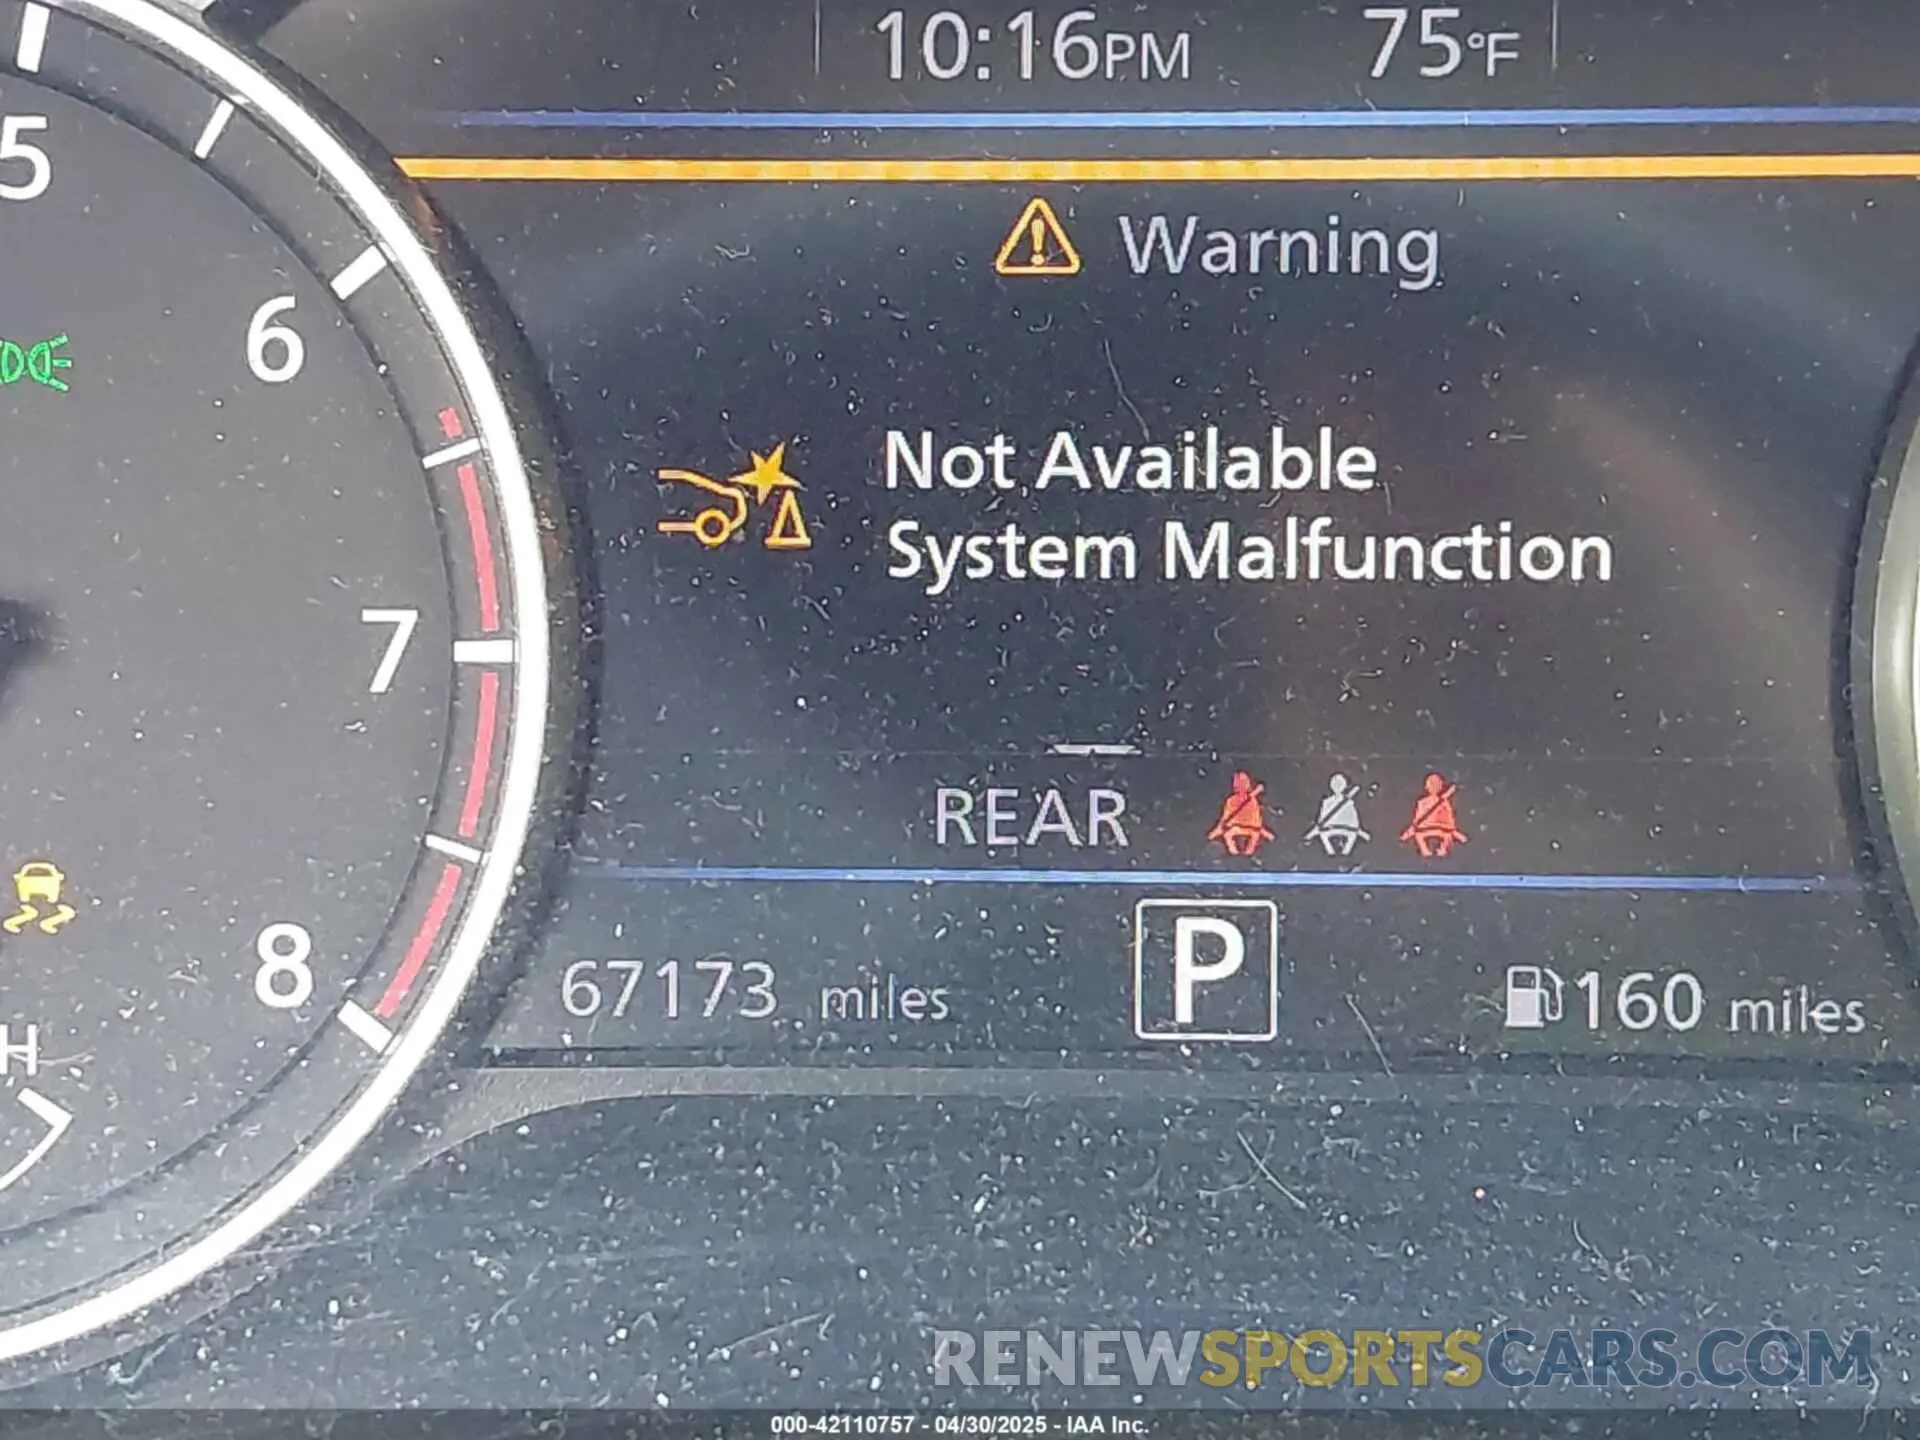 10:16PM 75°F
5
Warning
6
Not Available
System Malfunction
7
REAR
8
67173 miles P 160 miles
H
RENEWSPORTSCARS.COM
000-42110757 - 04/30/2025 - IAA Inc.